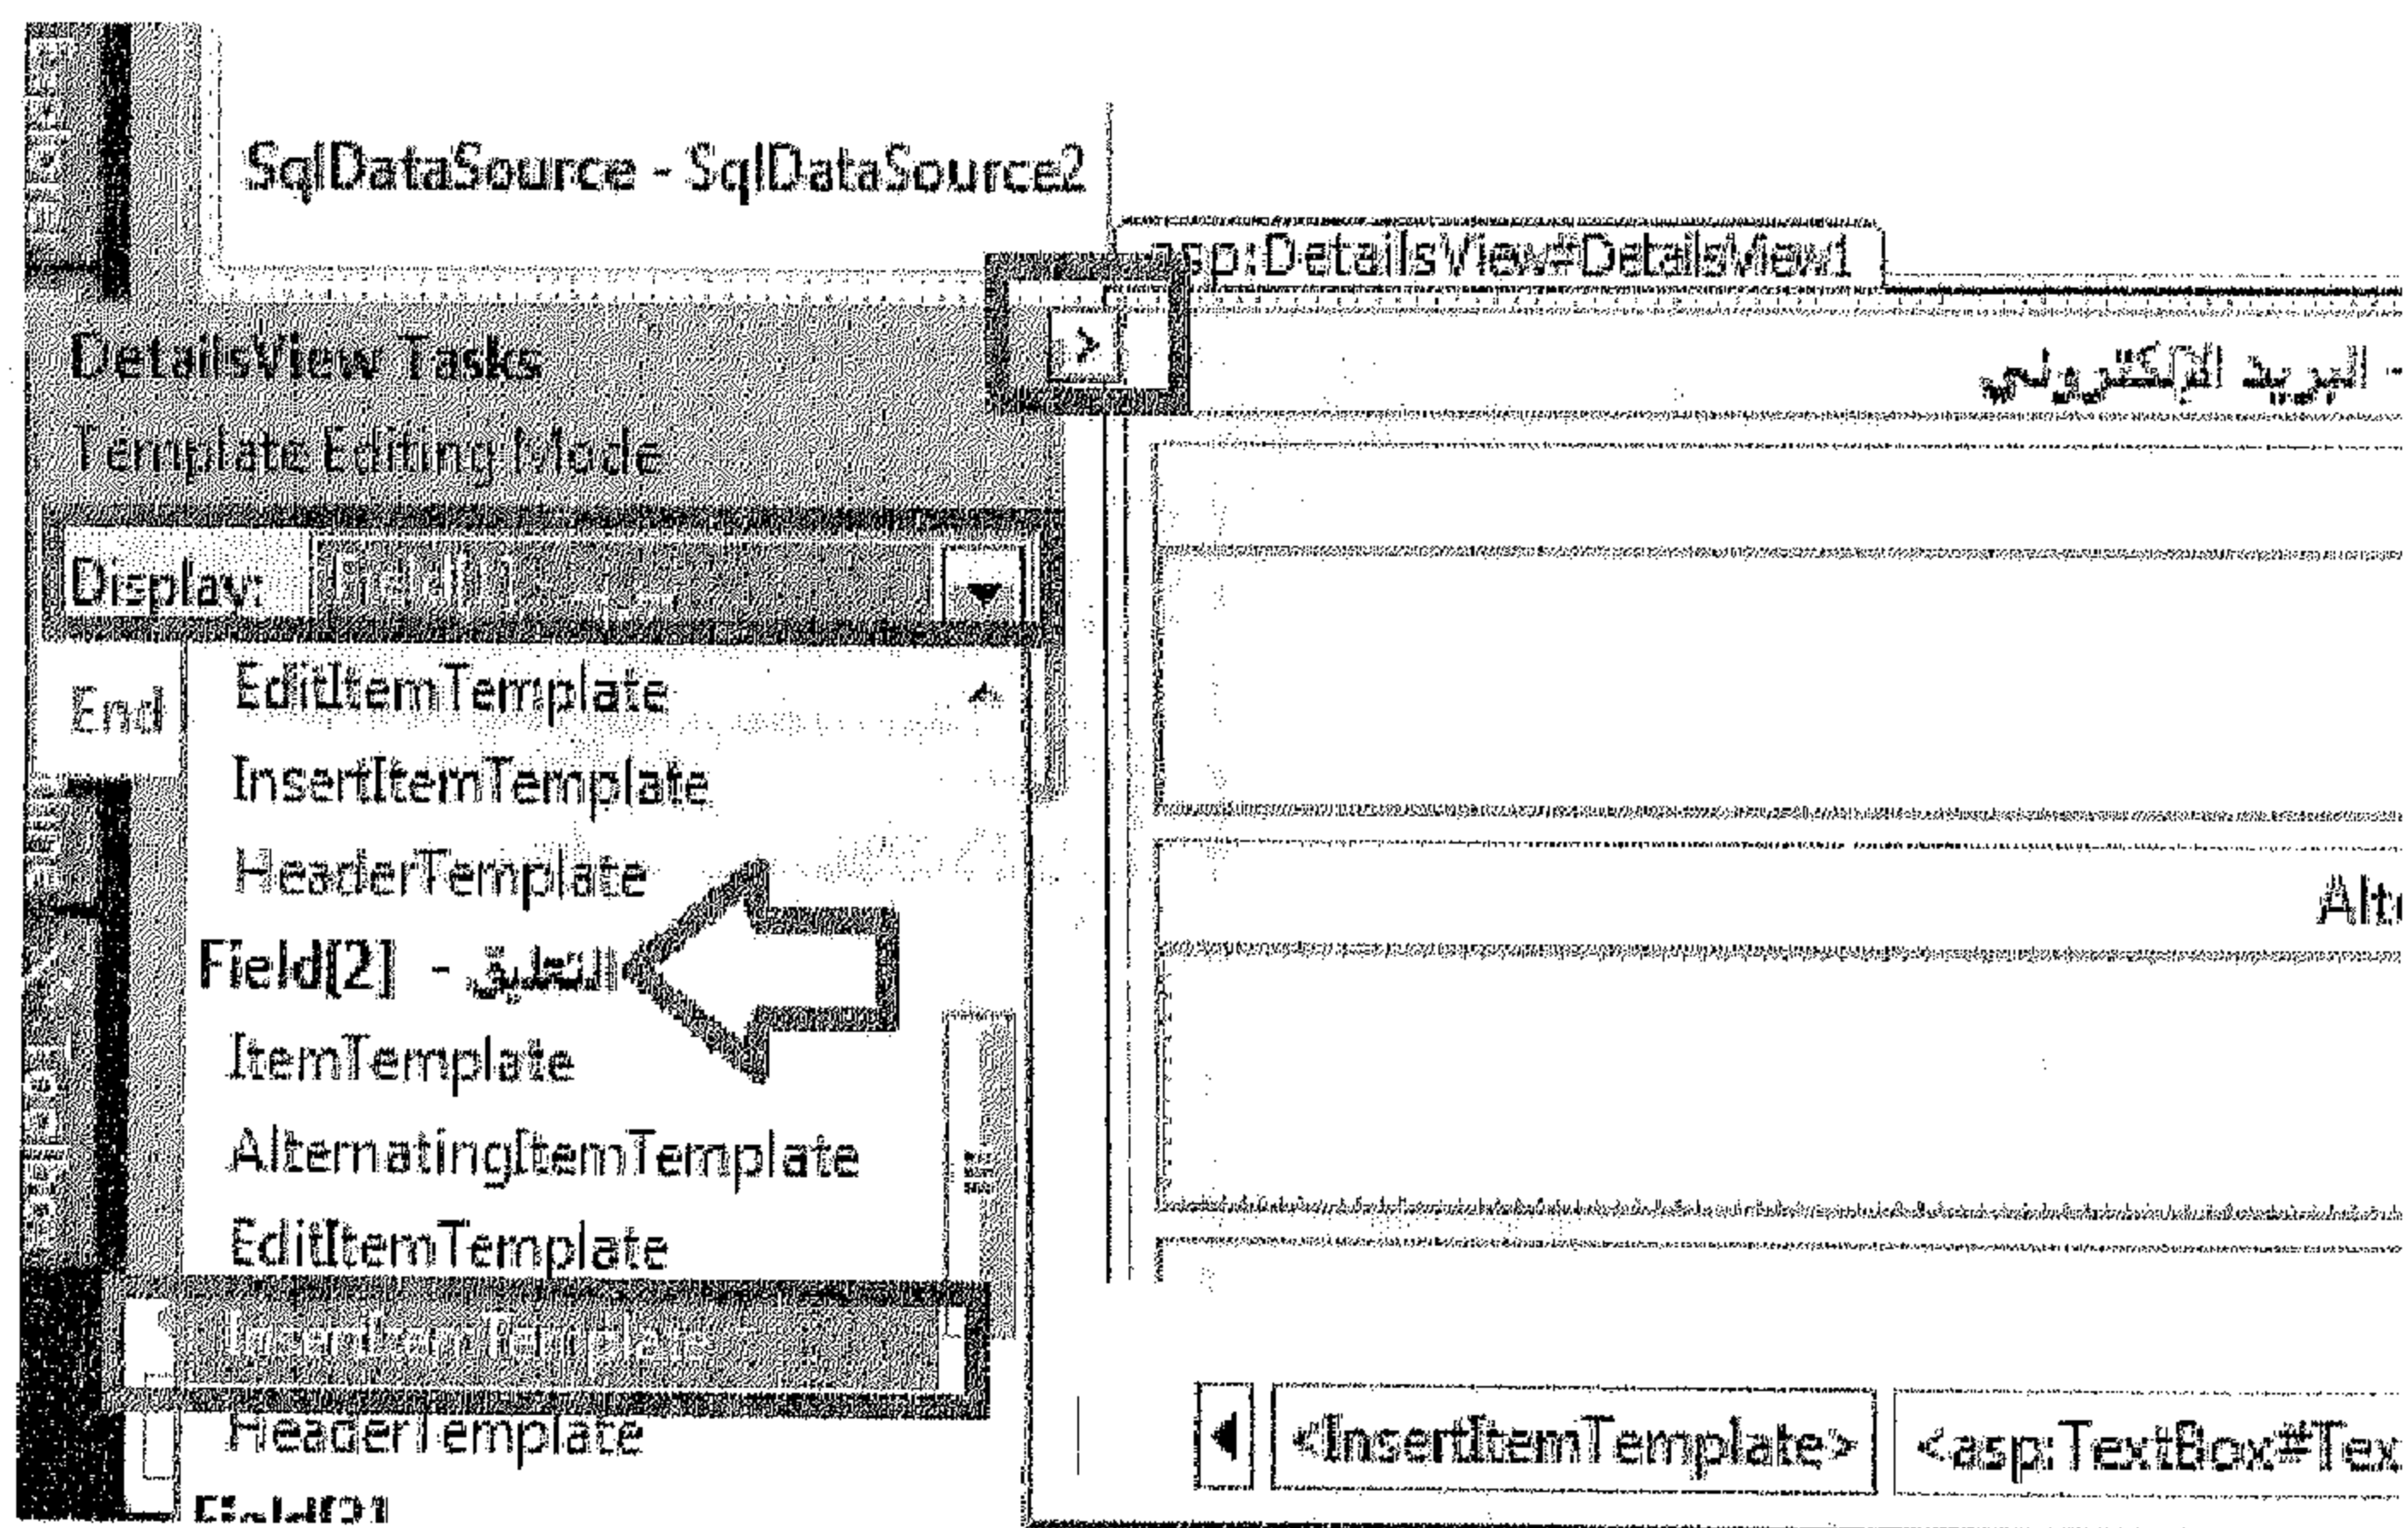 SqlDataSource - SqlDataSource2
asp:DetailsView#DetailsView1
DetailsView Tasks
- البريد الإلكتروني
Template Editing Mode
Display:
End
EditItemTemplate
InsertItemTemplate
HeaderTemplate
Alt
Field[2] - التعليق
ItemTemplate
AlternatingItemTemplate
EditItemTemplate
InsertItemTemplate
HeaderTemplate
<InsertItemTemplate>
<asp:TextBox#Tex